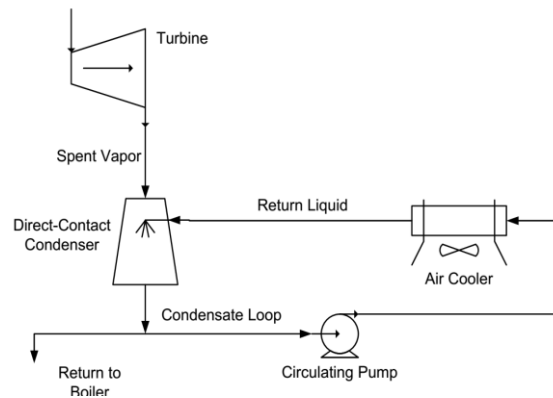 Turbine
Spent Vapor
Direct-Contact
Condenser
Return Liquid
Air Cooler
Condensate Loop
Return to
Boiler
Circulating Pump